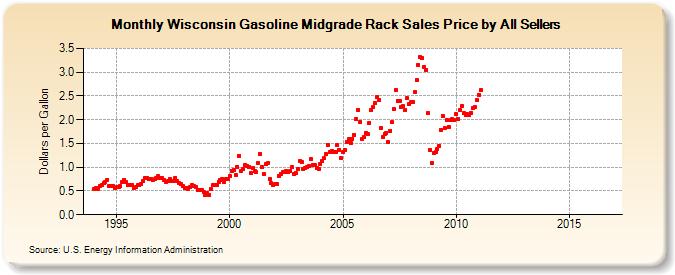 Monthly Wisconsin Gasoline Midgrade Rack Sales Price by All Sellers
Dollars per Gallon
3.5
3.0
2.5
2.0
1.5
1.0
0.5
0.0
1995 2000 2005 2010 2015
Source: U.S. Energy Information Administration